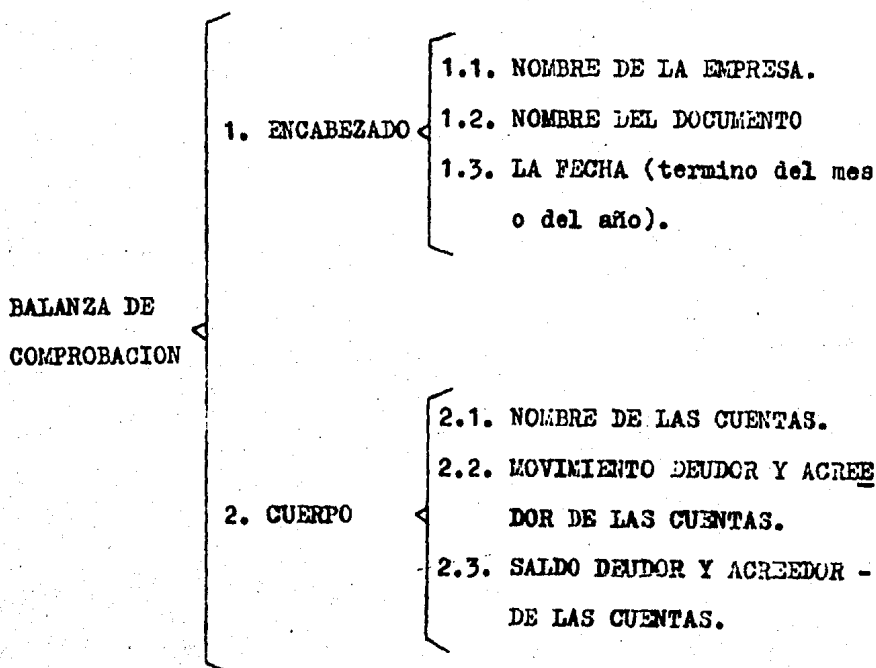 1. ENCABEZADO
1.1. NOMBRE DE LA EMPRESA.
1.2. NOMBRE DEL DOCUMENTO
1.3. LA FECHA (termino del mes
o del año).
BALANZA DE
COMPROBACION
2. CUERPO
2.1. NOMBRE DE LAS CUENTAS.
2.2. MOVIMIENTO DEUDOR Y ACREE
DOR DE LAS CUENTAS.
2.3. SALDO DEUDOR Y ACREEDOR -
DE LAS CUENTAS.